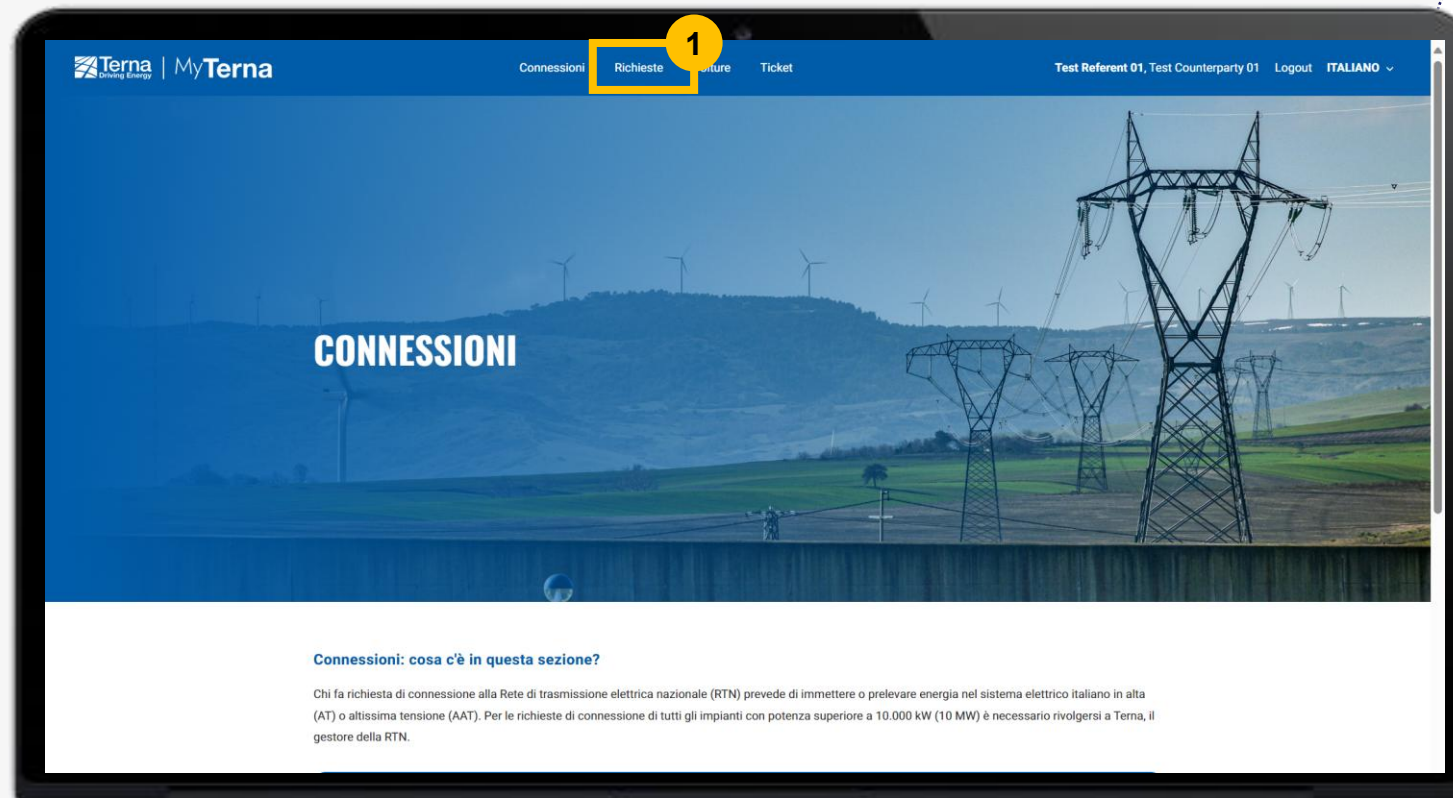 1
Terna
Driving Energy
MyTerna
Connessioni Richieste Ticket
Test Referent 01, Test Counterparty 01 Logout ITALIANO
CONNESSIONI
Connessioni: cosa c'è in questa sezione?
Chi fa richiesta di connessione alla Rete di trasmissione elettrica nazionale (RTN) prevede di immettere o prelevare energia nel sistema elettrico italiano in alta
(AT) o altissima tensione (AAT). Per le richieste di connessione di tutti gli impianti con potenza superiore a 10.000 kW (10 MW) è necessario rivolgersi a Terna, il
gestore della RTN.